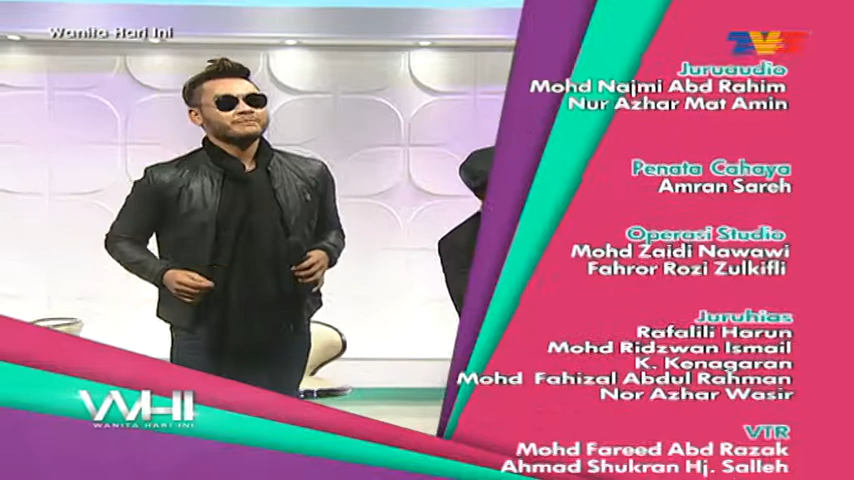 Wanita Hari Ini
TV3
Juruaudio
Mohd Najmi Abd Rahim
Nur Azhar Mat Amin
Penata Cahaya
Amran Sareh
Operasi Studio
Mohd Zaidi Nawawi
Fahror Rozi Zulkifli
Juruhias
Rafalili Harun
Mohd Ridzwan Ismail
K. Kenagaran
Mohd Fahizal Abdul Rahman
Nor Azhar Wasir
VTR
Mohd Fareed Abd Razak
Ahmad Shukran Hj. Salleh
WHI
WANITA HARI INI